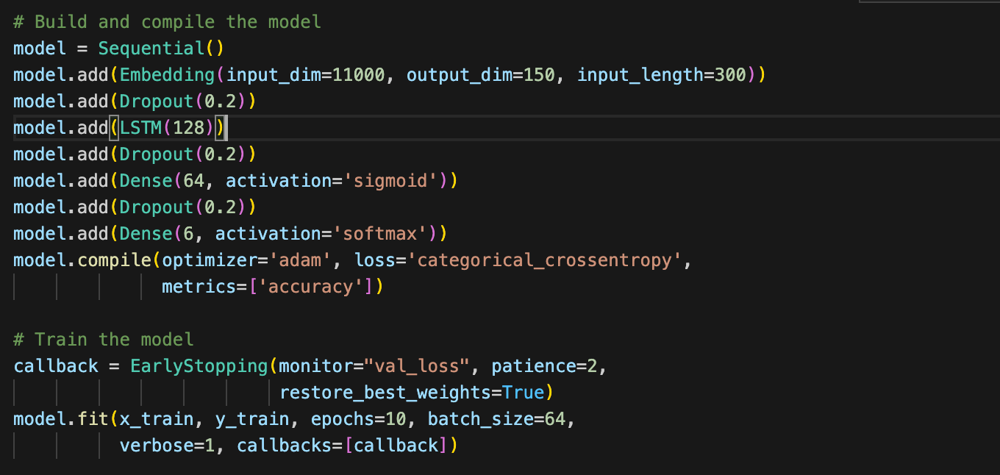 # Build and compile the model
model = Sequential()
model.add(Embedding(input_dim=11000, output_dim=150, input_length=300))
model.add(Dropout(0.2))
model.add(LSTM(128))
model.add(Dropout(0.2))
model.add(Dense(64, activation='sigmoid'))
model.add(Dropout(0.2))
model.add(Dense(6, activation='softmax'))
model.compile(optimizer='adam', loss='categorical_crossentropy',
              metrics=['accuracy'])

# Train the model
callback = EarlyStopping(monitor="val_loss", patience=2,
                         restore_best_weights=True)
model.fit(x_train, y_train, epochs=10, batch_size=64,
          verbose=1, callbacks=[callback])